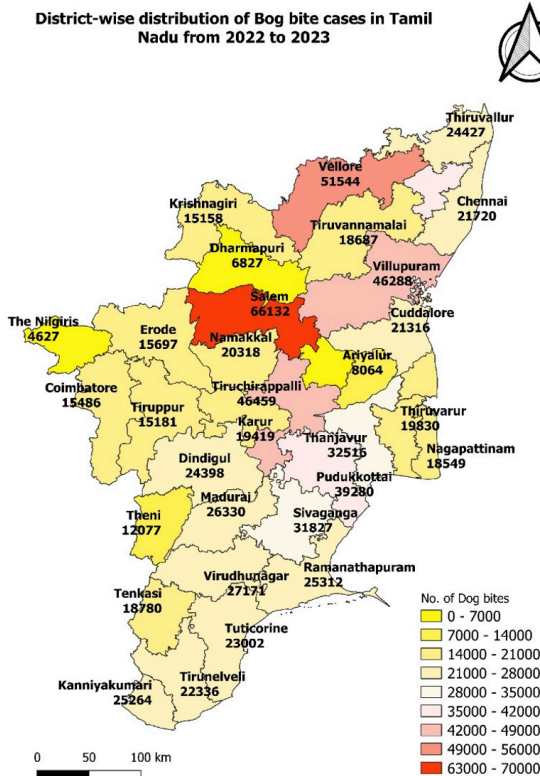 District-wise distribution of Bog bite cases in Tamil
Nadu from 2022 to 2023
Thiruvallur
24427
Vellore
51544
Chennai
21720
Krishnagiri
15158
Tiruvannamalai
18687
Dharmapuri
6827
Villupuram
46288
Salem
66132
Cuddalore
21316
The Nilgiris
4627
Erode
15697
Namakkal
20318
Ariyalur
8064
Coimbatore
15486
Tiruchirappalli
46459
Tiruppur
15181
Karur
19419
Thiruvarur
19830
Thanjavur
32516
Nagapattinam
18549
Dindigul
24398
Pudukkottai
39280
Madurai
26330
Sivaganga
31827
Theni
12077
Ramanathapuram
25312
Virudhunagar
27171
Tenkasi
18780
Tuticorine
23002
Kanniyakumari
25264
Tirunelveli
22336
No. of Dog bites
0 - 7000
7000 - 14000
14000 - 21000
21000 - 28000
28000 - 35000
35000 - 42000
42000 - 49000
49000 - 56000
63000 - 70000
0 50 100 km